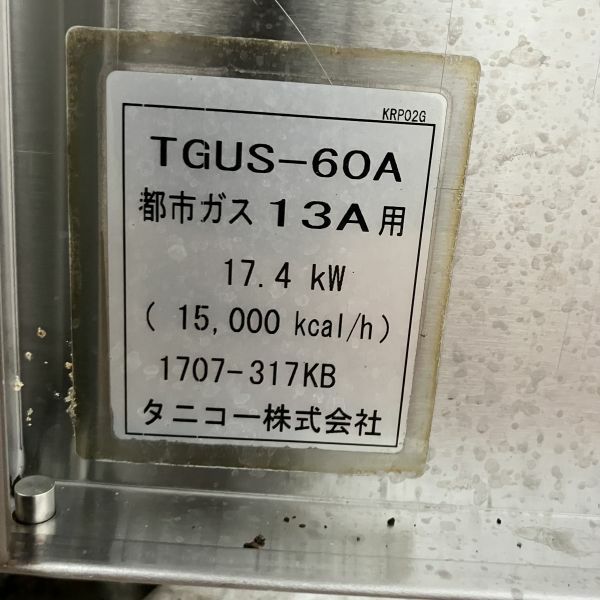 KRP02G
TGUS-60A
都市ガス 13A用
17.4 kW
( 15,000 kcal/h)
1707-317KB
タニコー株式会社